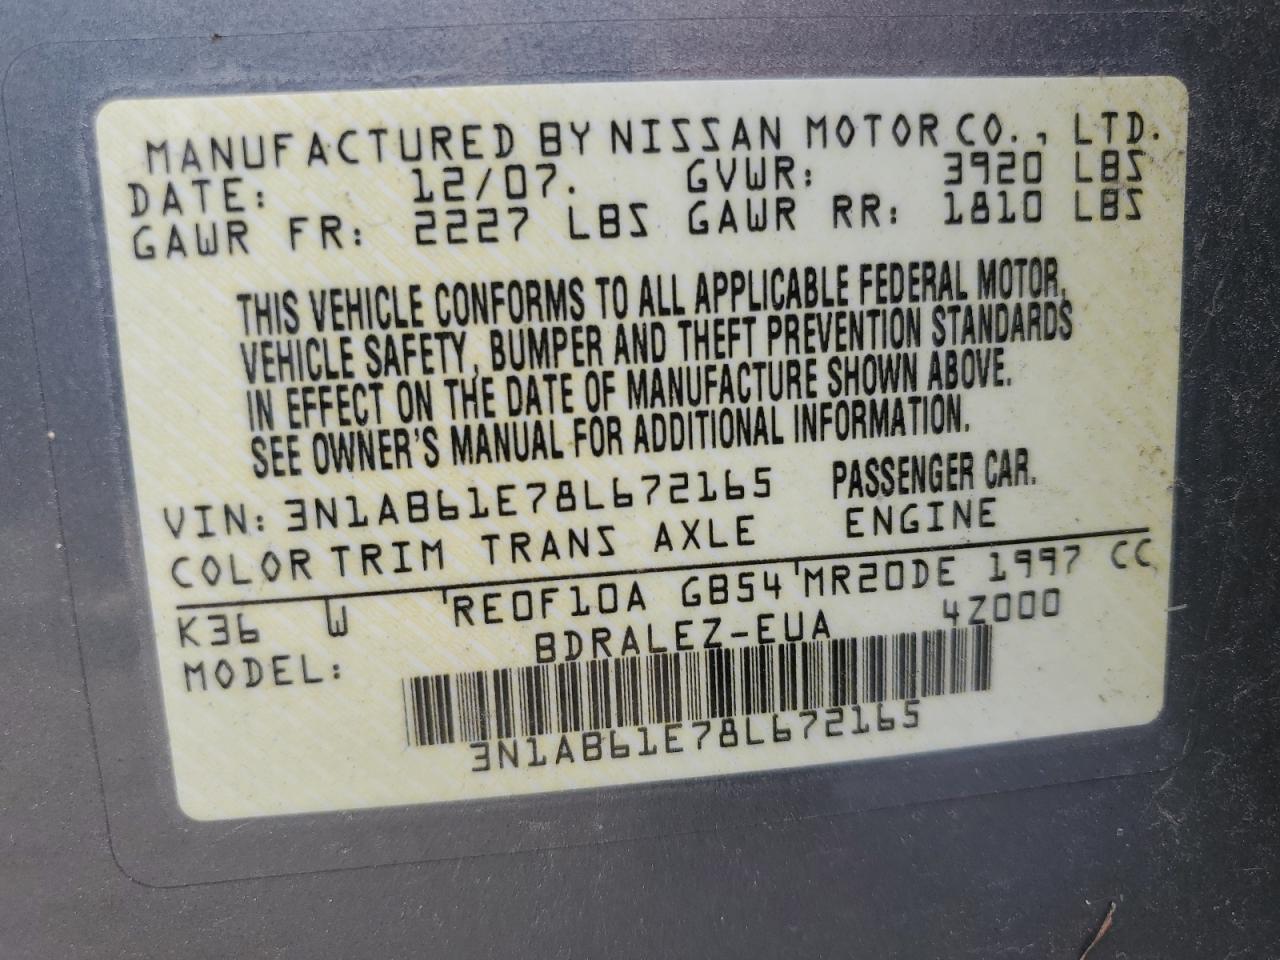 MANUFACTURED BY NISSAN MOTOR CO., LTD.
DATE: 12/07. GVWR: 3920 LBS
GAWR FR: 2227 LBS GAWR RR: 1810 LBS
THIS VEHICLE CONFORMS TO ALL APPLICABLE FEDERAL MOTOR,
VEHICLE SAFETY, BUMPER AND THEFT PREVENTION STANDARDS
IN EFFECT ON THE DATE OF MANUFACTURE SHOWN ABOVE.
SEE OWNER'S MANUAL FOR ADDITIONAL INFORMATION.
VIN: 3N1AB61E78L672165 PASSENGER CAR.
COLOR TRIM TRANS AXLE ENGINE
K36 W RE0F10A GB54 MR20DE 1997 CC
MODEL: BDRALEZ-EUA 4Z000
3N1AB61E78L672165